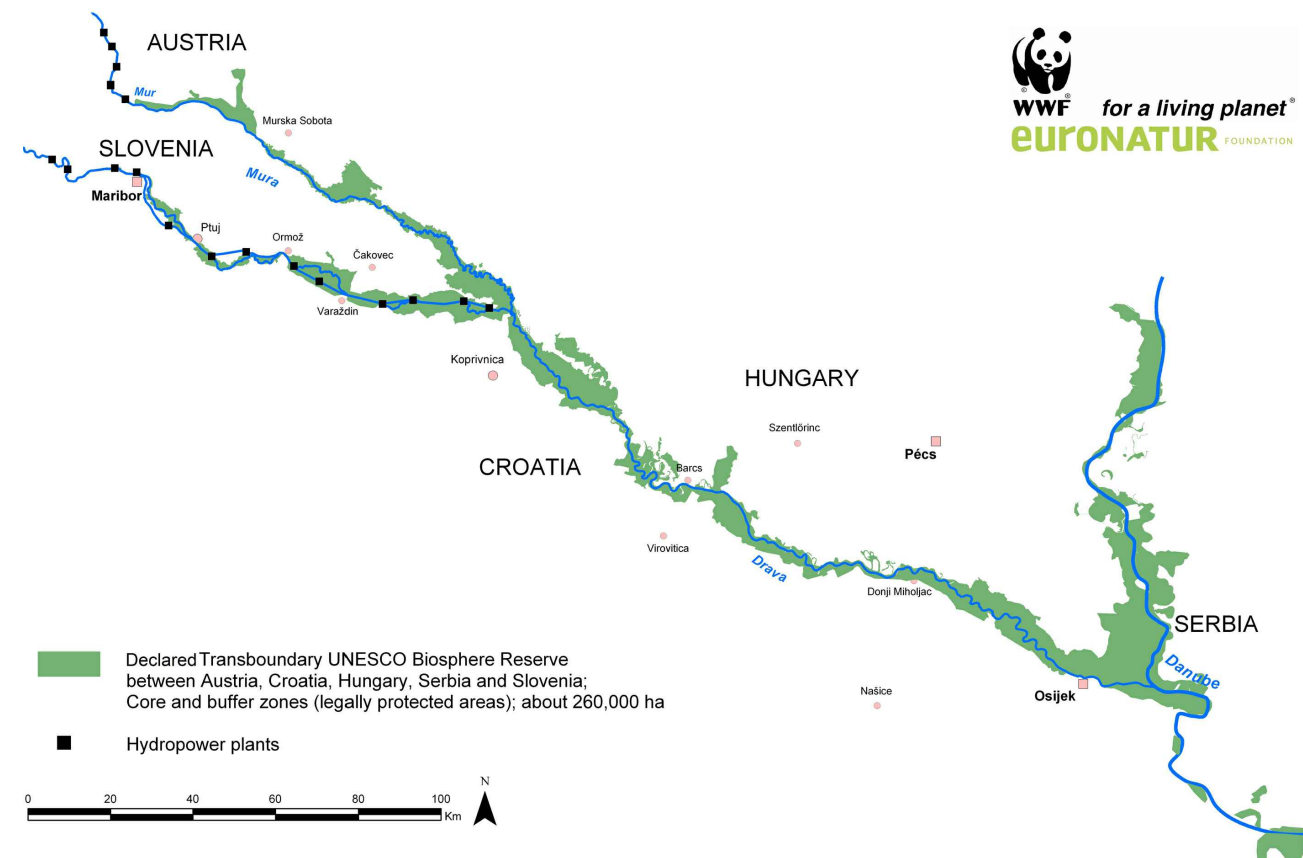 AUSTRIA
Mur
Murska Sobota
SLOVENIA
Mura
Maribor
Ptuj
Ormož
Čakovec
Varaždin
Koprivnica
HUNGARY
Szentlőrinc
Pécs
CROATIA
Barcs
Virovitica
Drava
Donji Miholjac
SERBIA
Danube
Osijek
Našice
WWF
©
®
for a living planet®
euroNATUR FOUNDATION
Declared Transboundary UNESCO Biosphere Reserve
between Austria, Croatia, Hungary, Serbia and Slovenia;
Core and buffer zones (legally protected areas); about 260,000 ha
Hydropower plants
0 20 40 60 80 100
Km
N